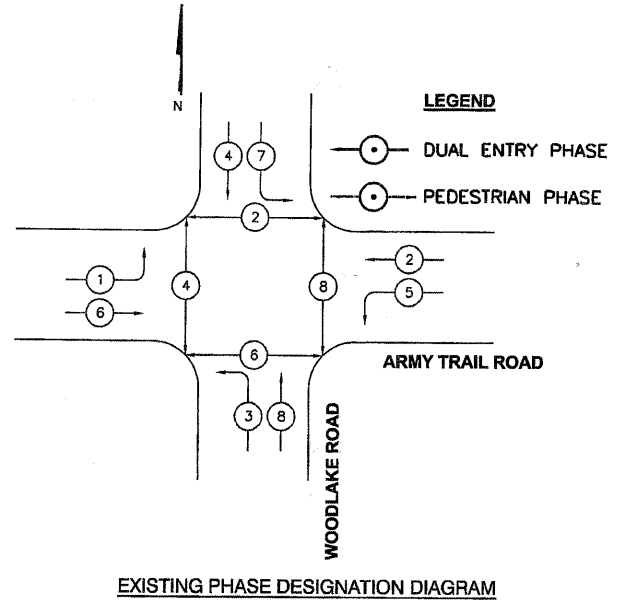 N
LEGEND
DUAL ENTRY PHASE
PEDESTRIAN PHASE
4 7
2
2
1
4
8
5
6
6
ARMY TRAIL ROAD
3 8
WOODLAKE ROAD
EXISTING PHASE DESIGNATION DIAGRAM